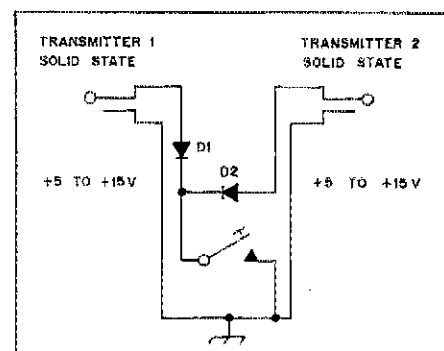 TRANSMITTER 1
SOLID STATE
TRANSMITTER 2
SOLID STATE
D1
D2
+5 TO +15V
+5 TO +15V